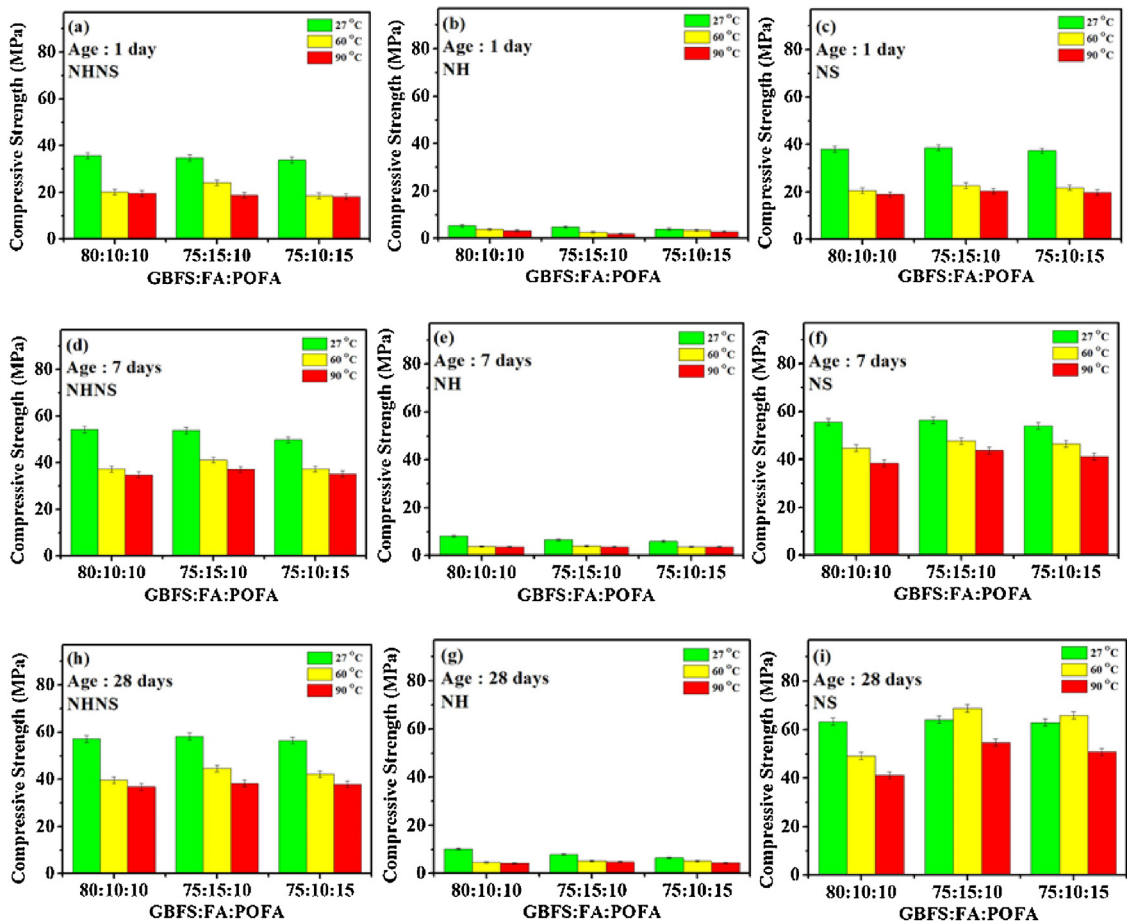 (a)
Age : 1 day
NHNS
27 °C
60 °C
90 °C
Compressive Strength (MPa)
80
60
40
20
0
80:10:10 75:15:10 75:10:15
GBFS:FA:POFA
(b)
Age : 1 day
NH
27 °C
60 °C
90 °C
Compressive Strength (MPa)
80
60
40
20
0
80:10:10 75:15:10 75:10:15
GBFS:FA:POFA
(c)
Age : 1 day
NS
27 °C
60 °C
90 °C
Compressive Strength (MPa)
80
60
40
20
0
80:10:10 75:15:10 75:10:15
GBFS:FA:POFA
(d)
Age : 7 days
NHNS
27 °C
60 °C
90 °C
Compressive Strength (MPa)
80
60
40
20
0
80:10:10 75:15:10 75:10:15
GBFS:FA:POFA
(e)
Age : 7 days
NH
27 °C
60 °C
90 °C
Compressive Strength (MPa)
80
60
40
20
0
80:10:10 75:15:10 75:10:15
GBFS:FA:POFA
(f)
Age : 7 days
NS
27 °C
60 °C
90 °C
Compressive Strength (MPa)
80
60
40
20
0
80:10:10 75:15:10 75:10:15
GBFS:FA:POFA
(h)
Age : 28 days
NHNS
27 °C
60 °C
90 °C
Compressive Strength (MPa)
80
60
40
20
0
80:10:10 75:15:10 75:10:15
GBFS:FA:POFA
(g)
Age : 28 days
NH
27 °C
60 °C
90 °C
Compressive Strength (MPa)
80
60
40
20
0
80:10:10 75:15:10 75:10:15
GBFS:FA:POFA
(i)
Age : 28 days
NS
27 °C
60 °C
90 °C
Compressive Strength (MPa)
80
60
40
20
0
80:10:10 75:15:10 75:10:15
GBFS:FA:POFA